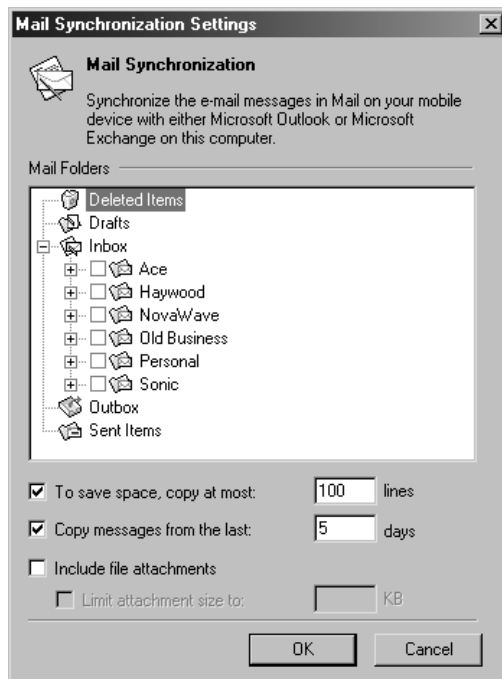 Mail Synchronization Settings
Mail Synchronization
Synchronize the e-mail messages in Mail on your mobile
device with either Microsoft Outlook or Microsoft
Exchange on this computer.
Mail Folders
Deleted Items
Drafts
Inbox
Ace
Haywood
NovaWave
Old Business
Personal
Sonic
Outbox
Sent Items
To save space, copy at most: 100 lines
Copy messages from the last: 5 days
Include file attachments
Limit attachment size to: KB
OK Cancel